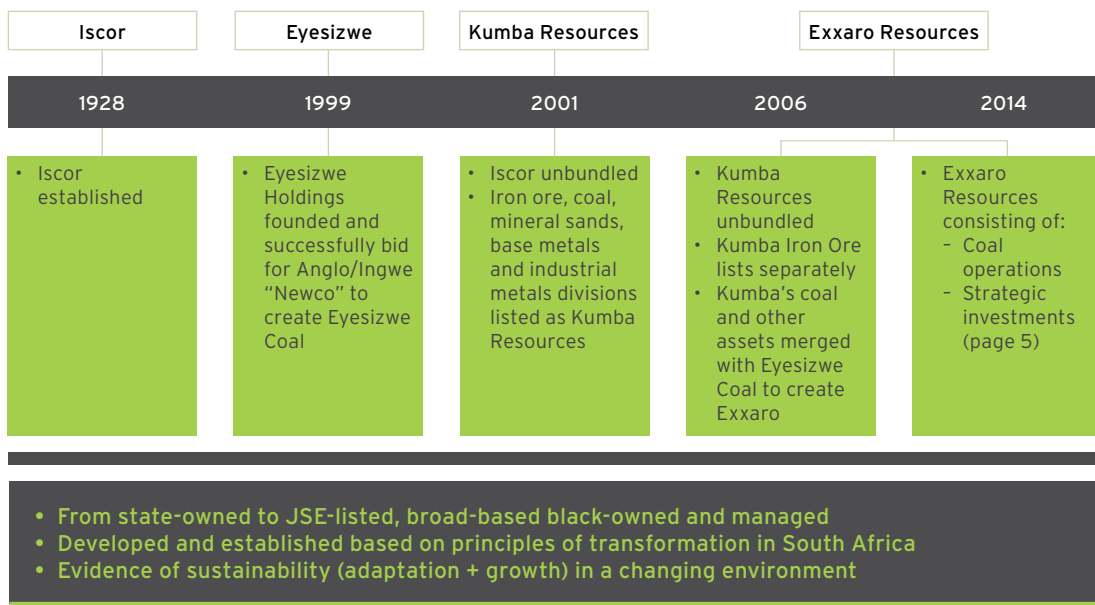 Iscor
Eyesizwe
Kumba Resources
Exxaro Resources
1928
1999
2001
2006
2014
• Iscor
established
• Eyesizwe
Holdings
founded and
successfully bid
for Anglo/Ingwe
“Newco” to
create Eyesizwe
Coal
• Iscor unbundled
• Iron ore, coal,
mineral sands,
base metals
and industrial
metals divisions
listed as Kumba
Resources
• Kumba
Resources
unbundled
• Kumba Iron Ore
lists separately
• Kumba’s coal
and other
assets merged
with Eyesizwe
Coal to create
Exxaro
• Exxaro
Resources
consisting of:
– Coal
operations
– Strategic
investments
(page 5)
• From state-owned to JSE-listed, broad-based black-owned and managed
• Developed and established based on principles of transformation in South Africa
• Evidence of sustainability (adaptation + growth) in a changing environment